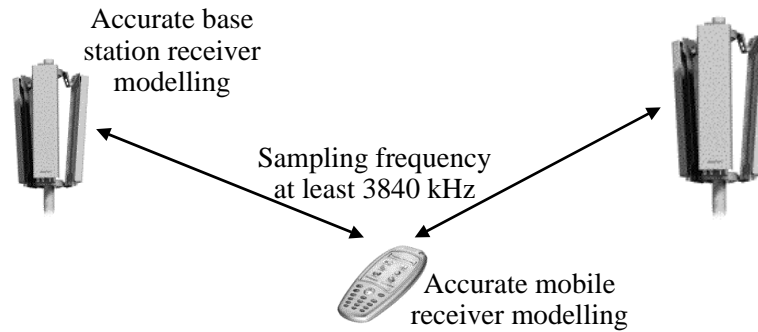 Accurate base
station receiver
modelling
Sampling frequency
at least 3840 kHz
Accurate mobile
receiver modelling